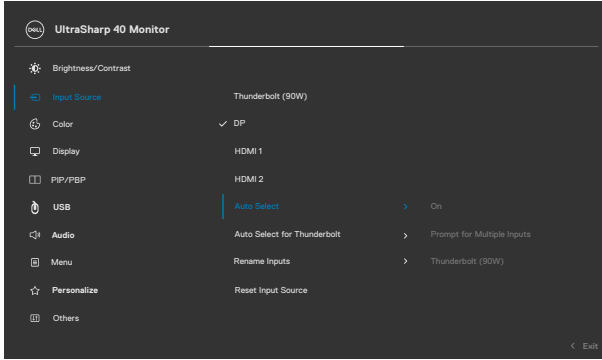 DELL UltraSharp 40 Monitor
Brightness/Contrast
Input Source
Thunderbolt (90W)
Color
DP
Display
HDMI 1
PIP/PBP
HDMI 2
USB
Auto Select
On
Audio
Auto Select for Thunderbolt
Prompt for Multiple Inputs
Menu
Rename Inputs
Thunderbolt (90W)
Personalize
Reset Input Source
Others
Exit